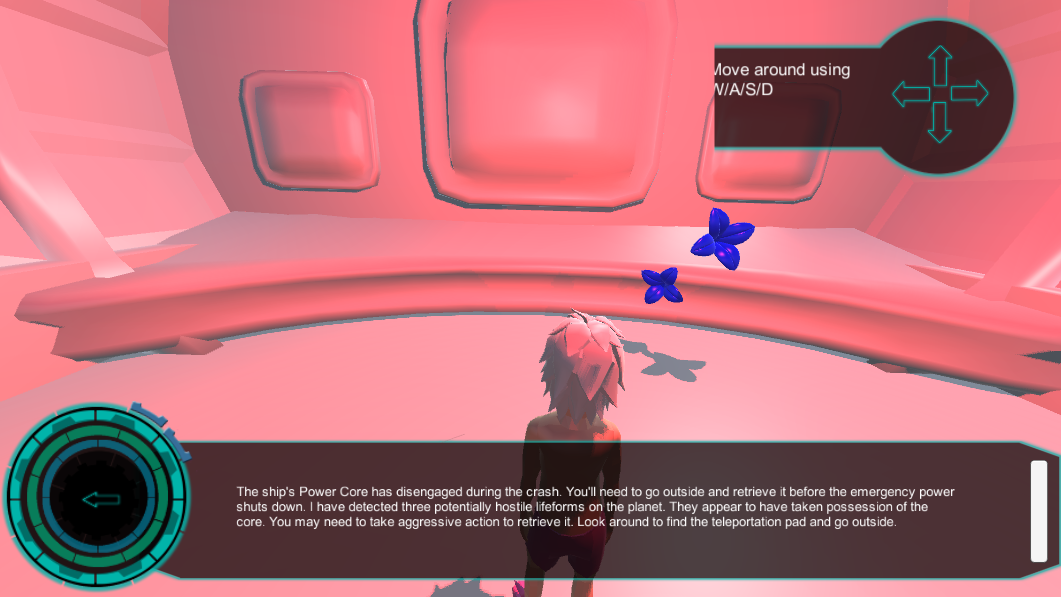 Move around using
W/A/S/D
The ship's Power Core has disengaged during the crash. You'll need to go outside and retrieve it before the emergency power
shuts down. I have detected three potentially hostile lifeforms on the planet. They appear to have taken possession of the
core. You may need to take aggressive action to retrieve it. Look around to find the teleportation pad and go outside.